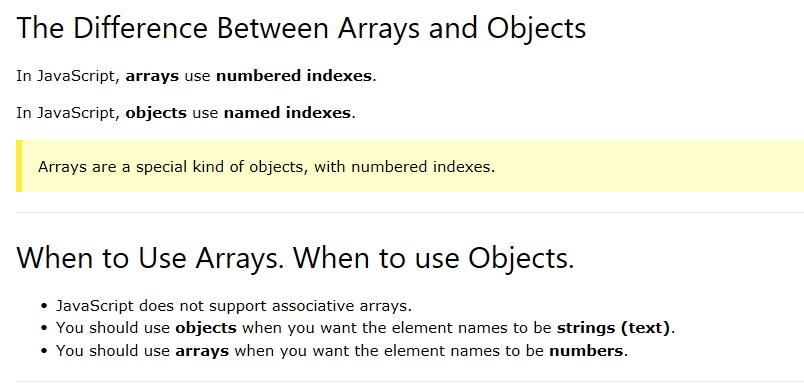 The Difference Between Arrays and Objects
In JavaScript, arrays use numbered indexes.
In JavaScript, objects use named indexes.
Arrays are a special kind of objects, with numbered indexes.
When to Use Arrays. When to use Objects.
• JavaScript does not support associative arrays.
• You should use objects when you want the element names to be strings (text).
• You should use arrays when you want the element names to be numbers.